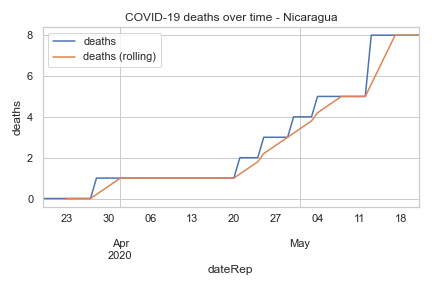 COVID-19 deaths over time - Nicaragua
deaths
deaths (rolling)
8
6
4
2
0
deaths
23 30 06 13 20 27 04 11 18
Apr May
2020
dateRep